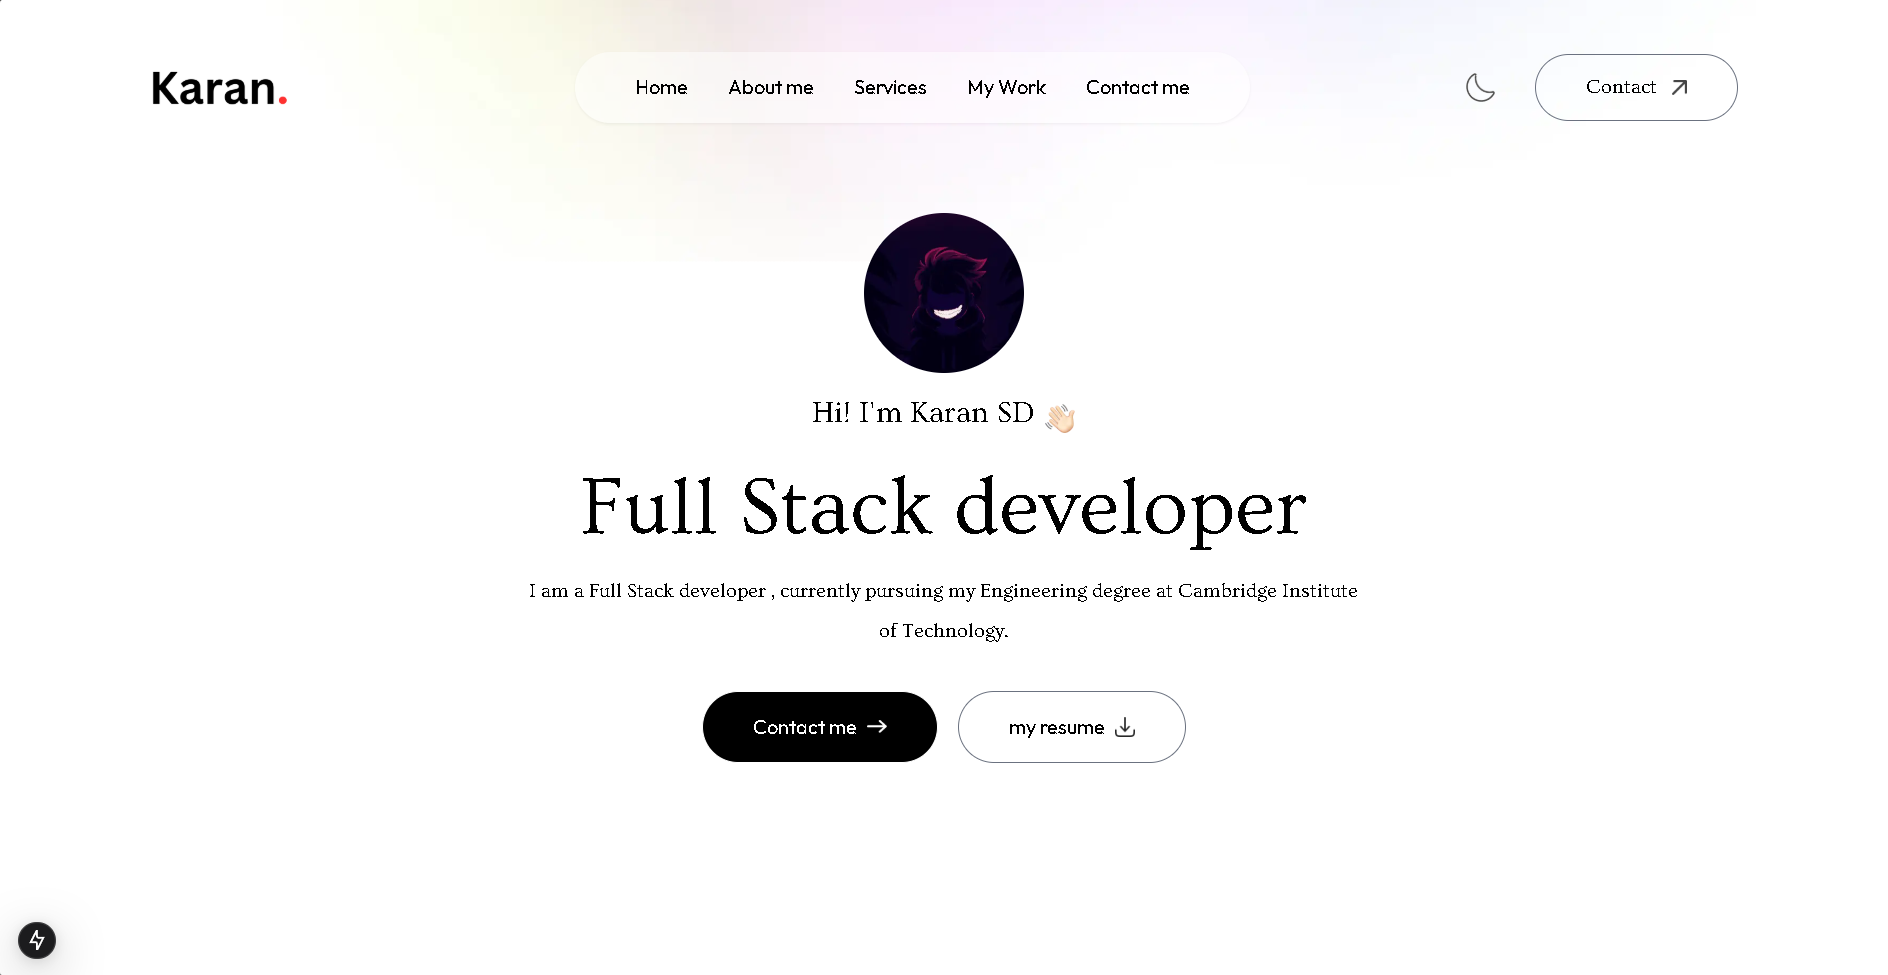 Karan.
Home
About me
Services
My Work
Contact me
Contact
Hi! I'm Karan SD
Full Stack developer
I am a Full Stack developer , currently pursuing my Engineering degree at Cambridge Institute
of Technology.
Contact me
my resume